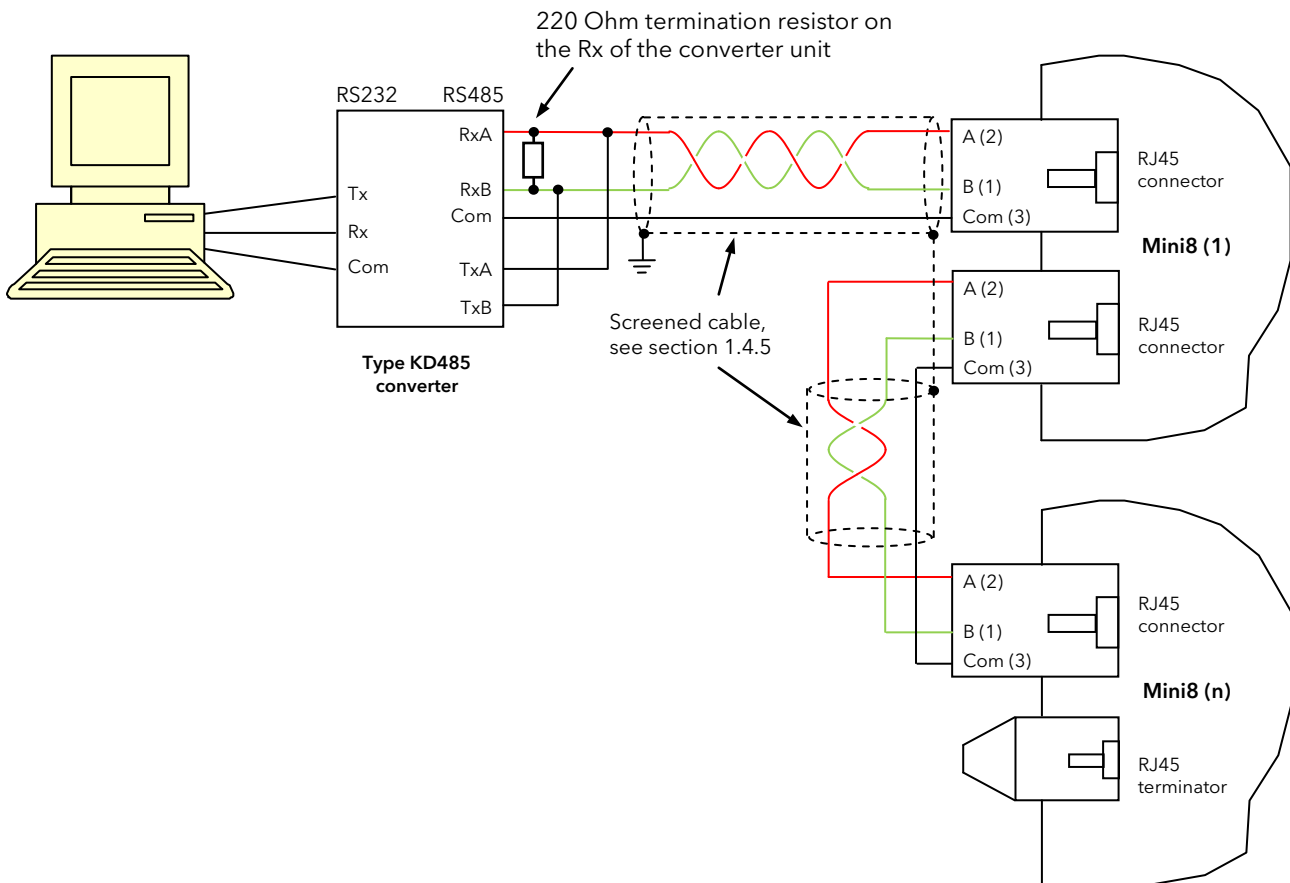 220 Ohm termination resistor on
the Rx of the converter unit
RS232
RS485
RxA
RxB
Com
TxA
TxB
Tx
Rx
Com
Type KD485
converter
Screened cable,
see section 1.4.5
A (2)
B (1)
Com (3)
RJ45
connector
Mini8 (1)
A (2)
B (1)
Com (3)
RJ45
connector
A (2)
B (1)
Com (3)
RJ45
connector
Mini8 (n)
RJ45
terminator